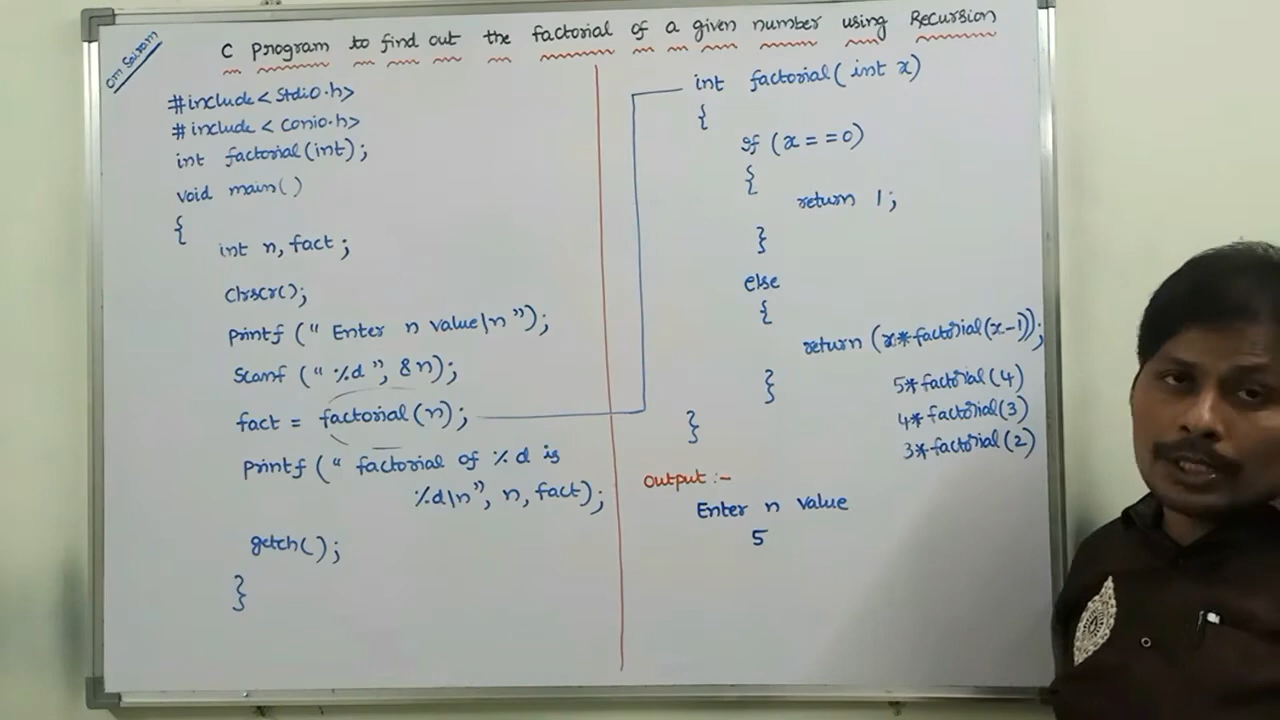 Om Sairam
C program to find out the factorial of a given number using Recursion
#include<stdio.h>
#include<conio.h>
int factorial(int);
void main()
{
int n, fact;
clrscr();
printf(" Enter n value\n");
scanf("%d", &n);
fact = factorial(n);
printf(" factorial of %d is
%d\n", n, fact);
getch();
}
int factorial(int x)
{
if (x==0)
{
return 1;
}
else
{
return (x*factorial(x-1));
}
5*factorial(4)
4*factorial(3)
3*factorial(2)
}
Output:-
Enter n value
5